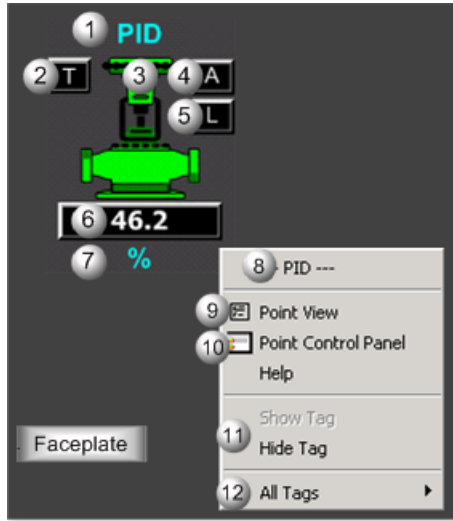 1 PID
2 T 3 4 A
5 L
6 46.2
7 %
8 - PID ---
9 Point View
10 Point Control Panel
Help
Show Tag
11
Hide Tag
12 All Tags
Faceplate